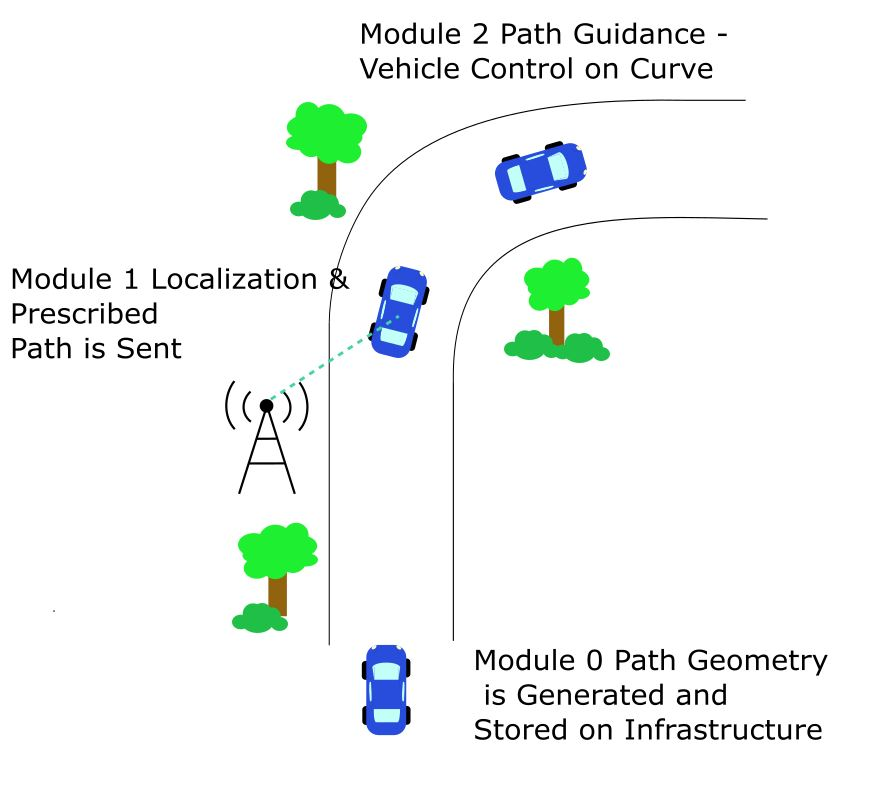 Module 2 Path Guidance -
Vehicle Control on Curve
Module 1 Localization &
Prescribed
Path is Sent
Module 0 Path Geometry
is Generated and
Stored on Infrastructure